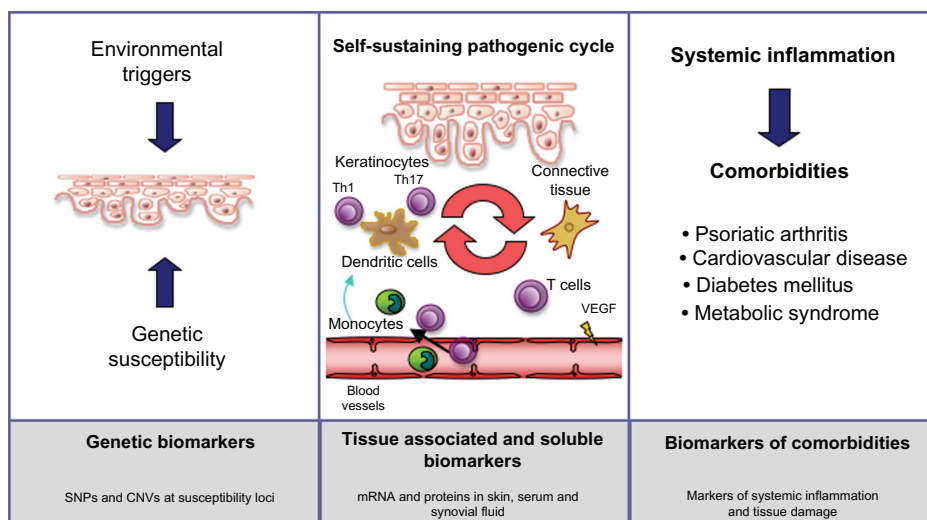 Environmental
triggers
Genetic
susceptibility
Self-sustaining pathogenic cycle
Keratinocytes
Th1
Th17
Connective
tissue
Dendritic cells
T cells
Monocytes
VEGF
Blood
vessels
Systemic inflammation
Comorbidities
• Psoriatic arthritis
• Cardiovascular disease
• Diabetes mellitus
• Metabolic syndrome
Genetic biomarkers
SNPs and CNVs at susceptibility loci
Tissue associated and soluble
biomarkers
mRNA and proteins in skin, serum and
synovial fluid
Biomarkers of comorbidities
Markers of systemic inflammation
and tissue damage